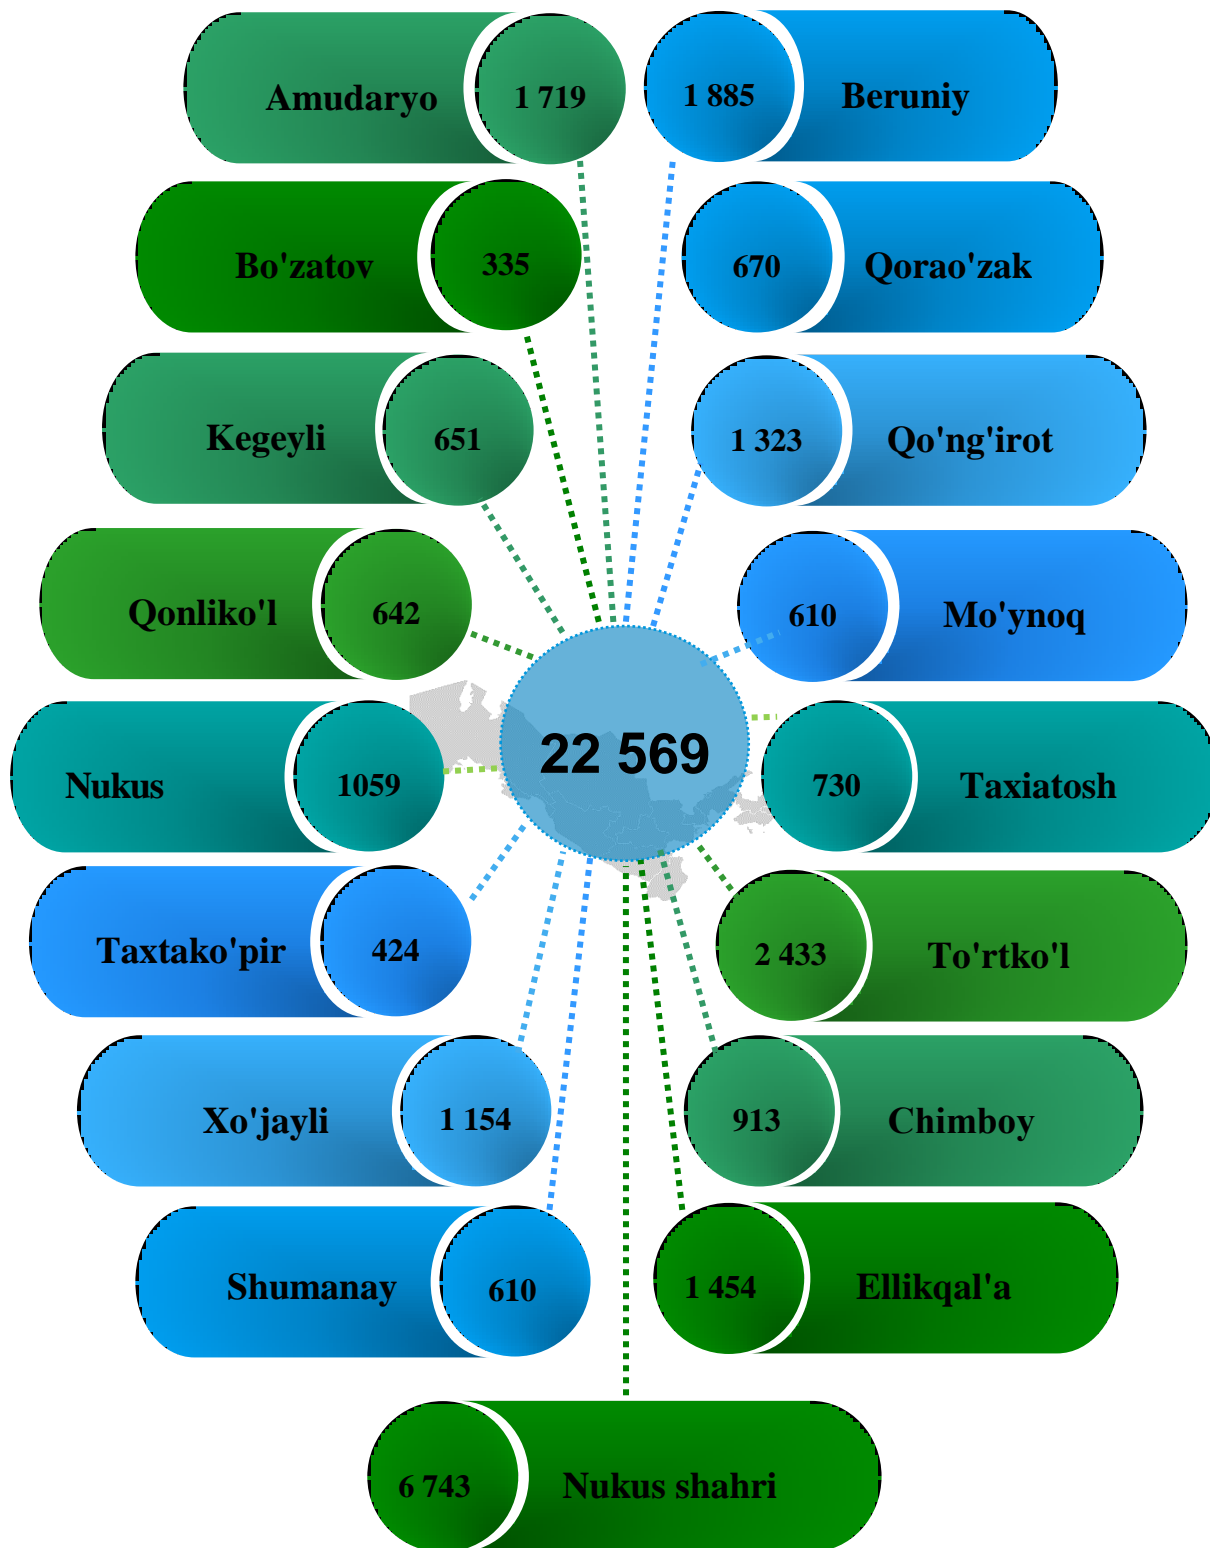 Amudaryo 1 719
1 885 Beruniy
Bo'zatov 335
670 Qorao'zak
Kegeyli 651
1 323 Qo'ng'irot
Qonliko'l 642
610 Mo'ynoq
22 569
Nukus 1059
730 Taxiatosh
Taxtako'pir 424
2 433 To'rtko'l
Xo'jayli 1 154
913 Chimboy
Shumanay 610
1 454 Ellikqal'a
6 743 Nukus shahri